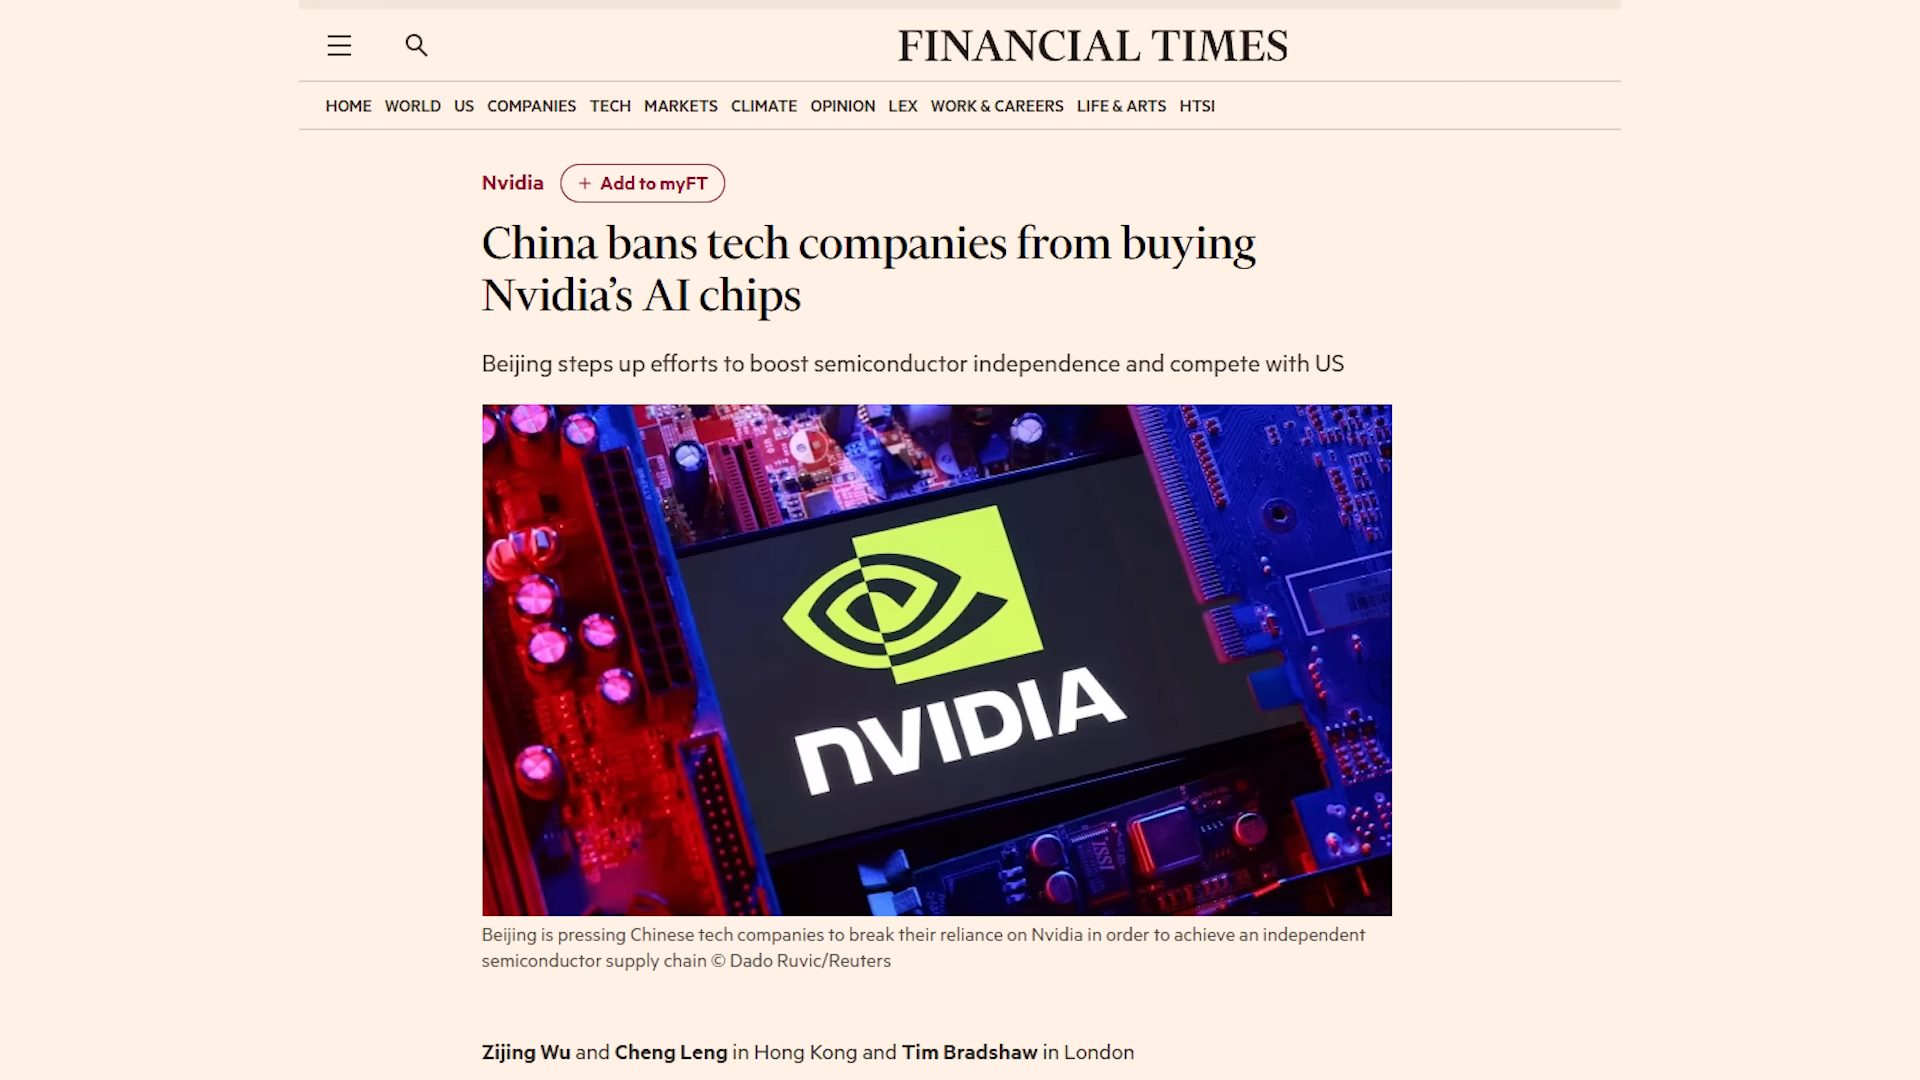 FINANCIAL TIMES
HOME WORLD US COMPANIES TECH MARKETS CLIMATE OPINION LEX WORK & CAREERS LIFE & ARTS HTSI
Nvidia + Add to myFT
China bans tech companies from buying
Nvidia’s AI chips
Beijing steps up efforts to boost semiconductor independence and compete with US
NVIDIA
ISSI
Beijing is pressing Chinese tech companies to break their reliance on Nvidia in order to achieve an independent
semiconductor supply chain © Dado Ruvic/Reuters
Zijing Wu and Cheng Leng in Hong Kong and Tim Bradshaw in London